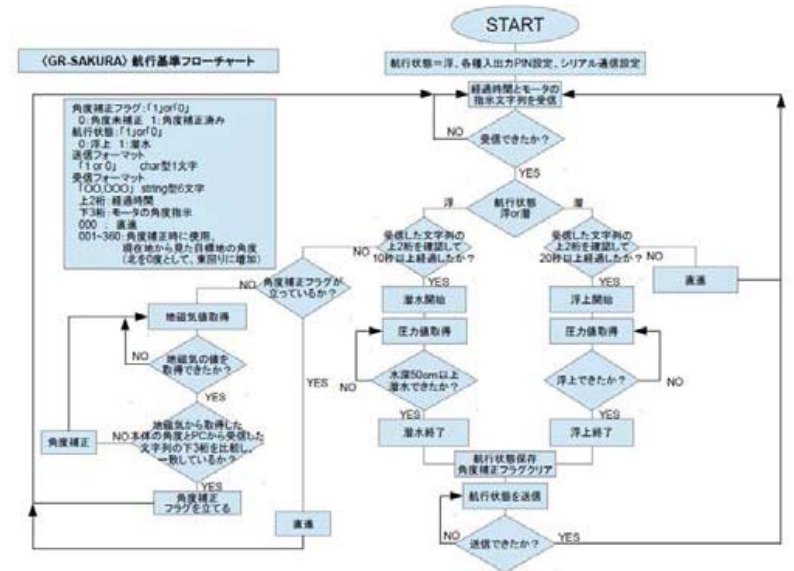 START
〈GR-SAKURA〉航行基準フローチャート
航行状態=浮、各種入出力PIN設定、シリアル通信設定
経過時間とモータの
指示文字列を受信
角度補正フラグ:「1」or「0」
0:角度未補正 1:角度補正済み
航行状態:「1」or「0」
0:浮上 1:潜水
送信フォーマット
「1 or 0」 char型1文字
受信フォーマット
「OO,OOO」 string型6文字
上2桁:経過時間
下3桁:モータの角度指示
000 : 直進
001~360:角度補正時に使用。
現在地から見た目標地の角度
(北を0度として、東回りに増加)
NO
受信できたか?
YES
浮
航行状態
浮or潜
潜
受信した文字列の
上2桁を確認して
10秒以上経過したか?
NO
YES
受信した文字列の
上2桁を確認して
20秒以上経過したか?
NO
YES
直進
角度補正フラグが
立っているか?
NO
YES
潜水開始
浮上開始
地磁気値取得
圧力値取得
圧力値取得
地磁気の値を
取得できたか?
NO
YES
水深50cm以上
潜水できたか?
NO
YES
浮上できたか?
NO
YES
地磁気から取得した
本体の角度とPCから受信した
文字列の下3桁を比較し、
一致しているか?
NO
YES
角度補正
潜水終了
浮上終了
航行状態保存
角度補正フラグクリア
角度補正
フラグを立てる
航行状態を送信
直進
送信できたか?
NO
YES